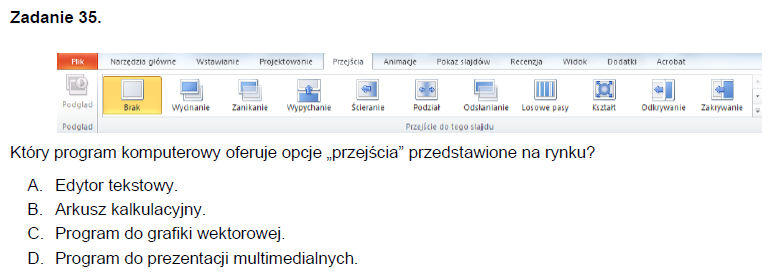 Zadanie 35.
Plik Narzędzia główne Wstawianie Projektowanie Przejścia Animacje Pokaz slajdów Recenzja Widok Dodatki Acrobat
Podgląd Brak Wycinanie Zanikanie Wypychanie Ścieranie Podział Odsłanianie Losowe pasy Kształt Odkrywanie Zakrywanie
Podgląd Przejście do tego slajdu
Który program komputerowy oferuje opcje „przejścia” przedstawione na rynku?
A. Edytor tekstowy.
B. Arkusz kalkulacyjny.
C. Program do grafiki wektorowej.
D. Program do prezentacji multimedialnych.